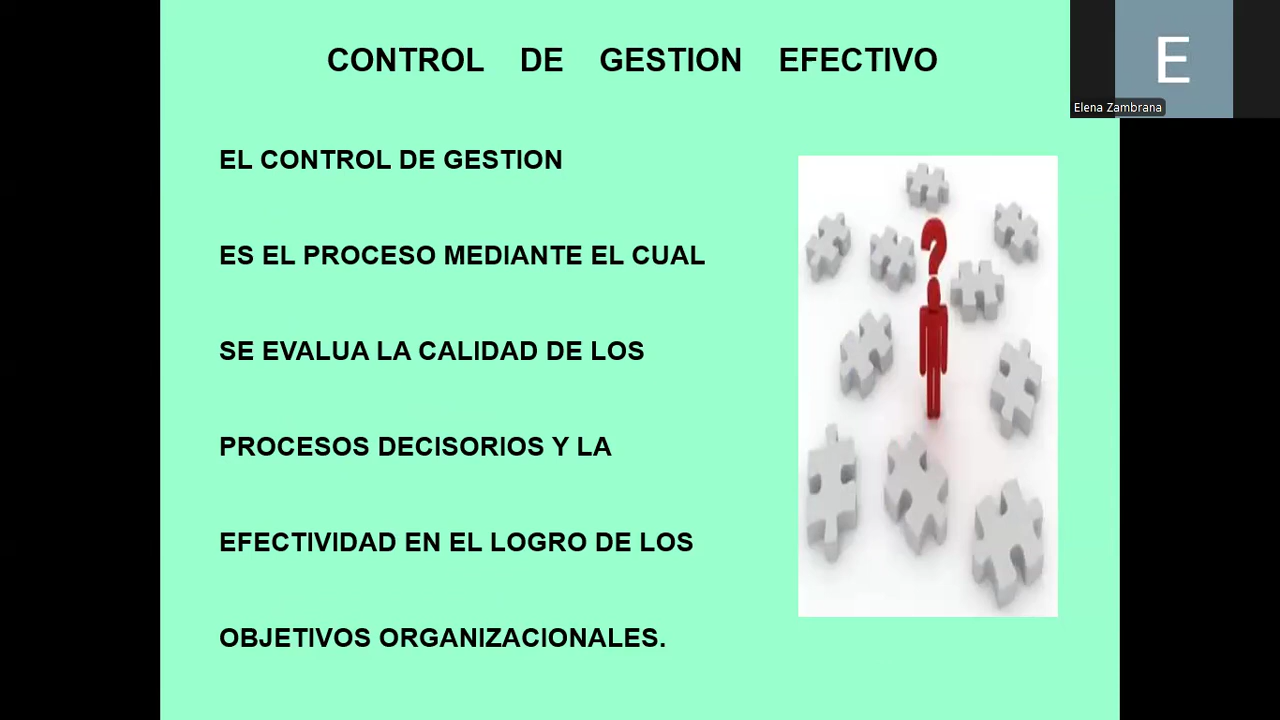 CONTROL DE GESTION EFECTIVO
E
Elena Zambrana
EL CONTROL DE GESTION
ES EL PROCESO MEDIANTE EL CUAL
SE EVALUA LA CALIDAD DE LOS
PROCESOS DECISORIOS Y LA
EFECTIVIDAD EN EL LOGRO DE LOS
OBJETIVOS ORGANIZACIONALES.
?